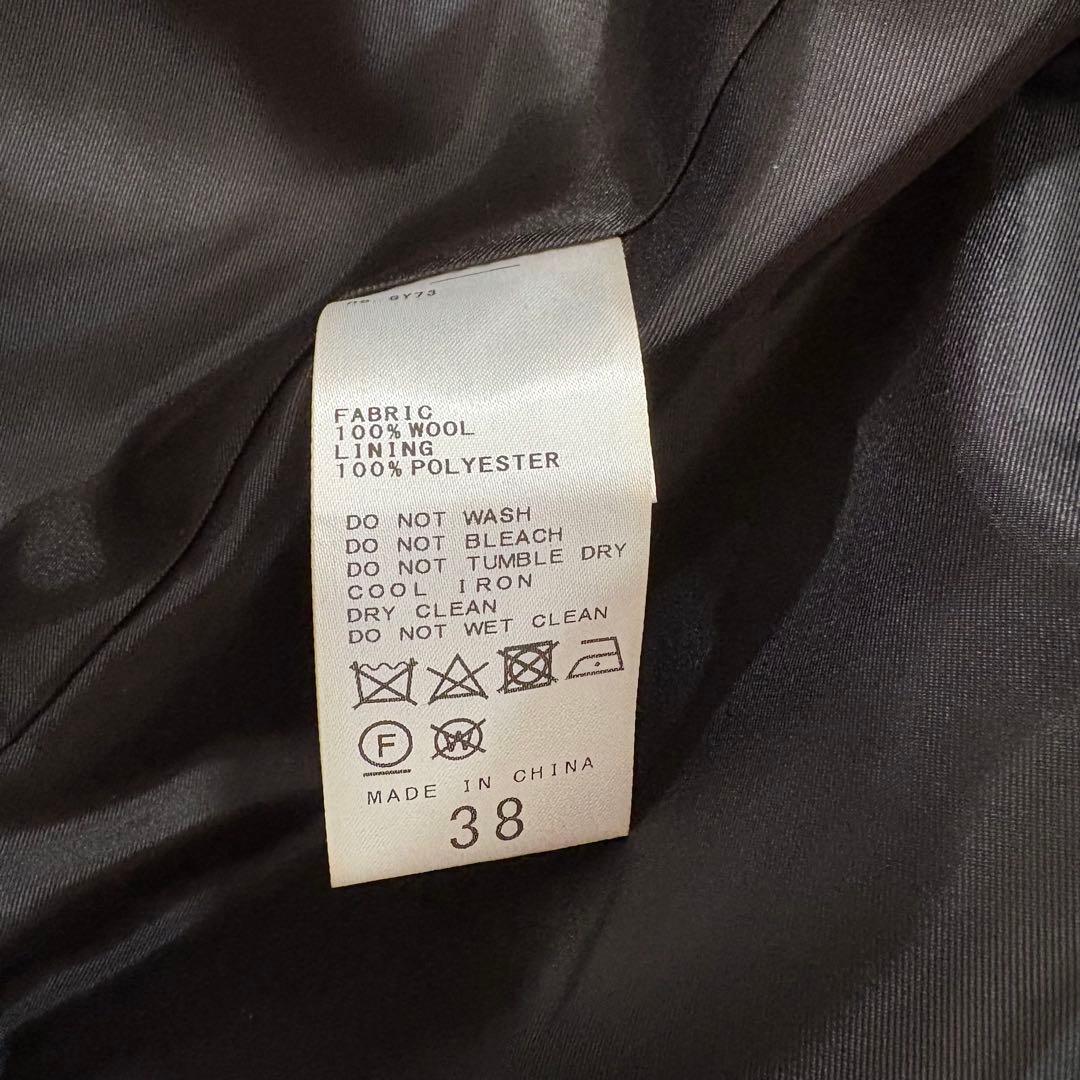 GY73
FABRIC
100% WOOL
LINING
100% POLYESTER
DO NOT WASH
DO NOT BLEACH
DO NOT TUMBLE DRY
COOL IRON
DRY CLEAN
DO NOT WET CLEAN
F W
MADE IN CHINA
38